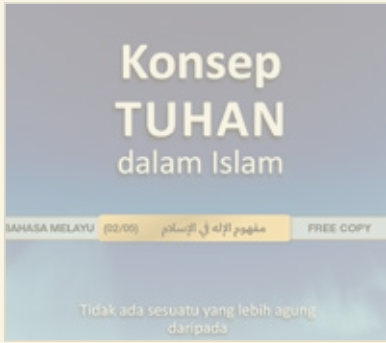 Konsep
TUHAN
dalam Islam
BAHASA MELAYU (02/05) مفهوم الإله في الإسلام FREE COPY
Tidak ada sesuatu yang lebih agung
daripada